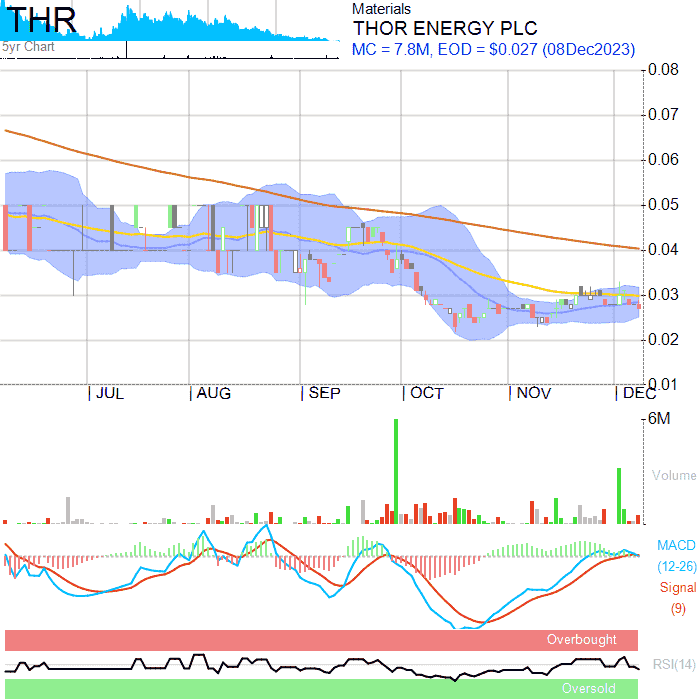 THR
5yr Chart
Materials
THOR ENERGY PLC
MC = 7.8M, EOD = $0.027 (08Dec2023)
0.08
0.07
0.06
0.05
0.04
0.03
0.02
0.01
JUL AUG SEP OCT NOV DEC
6M
Volume
MACD
(12-26)
Signal
(9)
Overbought
RSI(14)
Oversold